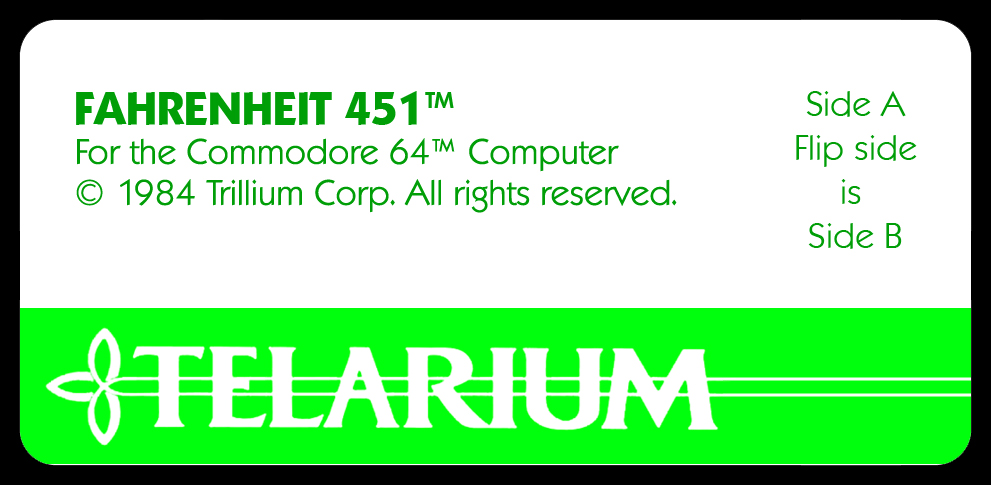 FAHRENHEIT 451™
For the Commodore 64™ Computer
© 1984 Trillium Corp. All rights reserved.
Side A
Flip side
is
Side B
TELARIUM